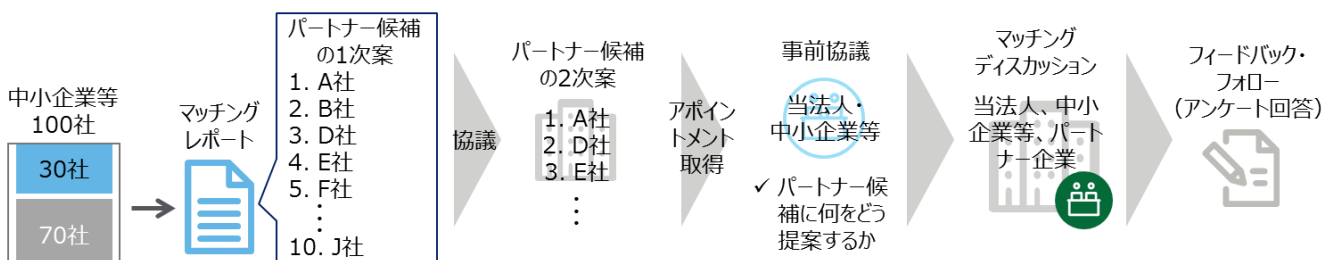 中小企業等
100社
30社
70社
マッチング
レポート
パートナー候補
の1次案
1. A社
2. B社
3. D社
4. E社
5. F社
⋮
10. J社
協議
パートナー候補
の2次案
1. A社
2. D社
3. E社
⋮
アポイン
トメント
取得
事前協議
当法人・
中小企業等
✓ パートナー候
補に何をどう
提案するか
マッチング
ディスカッション
当法人、中小
企業等、パート
ナー企業
フィードバック・
フォロー
(アンケート回答)